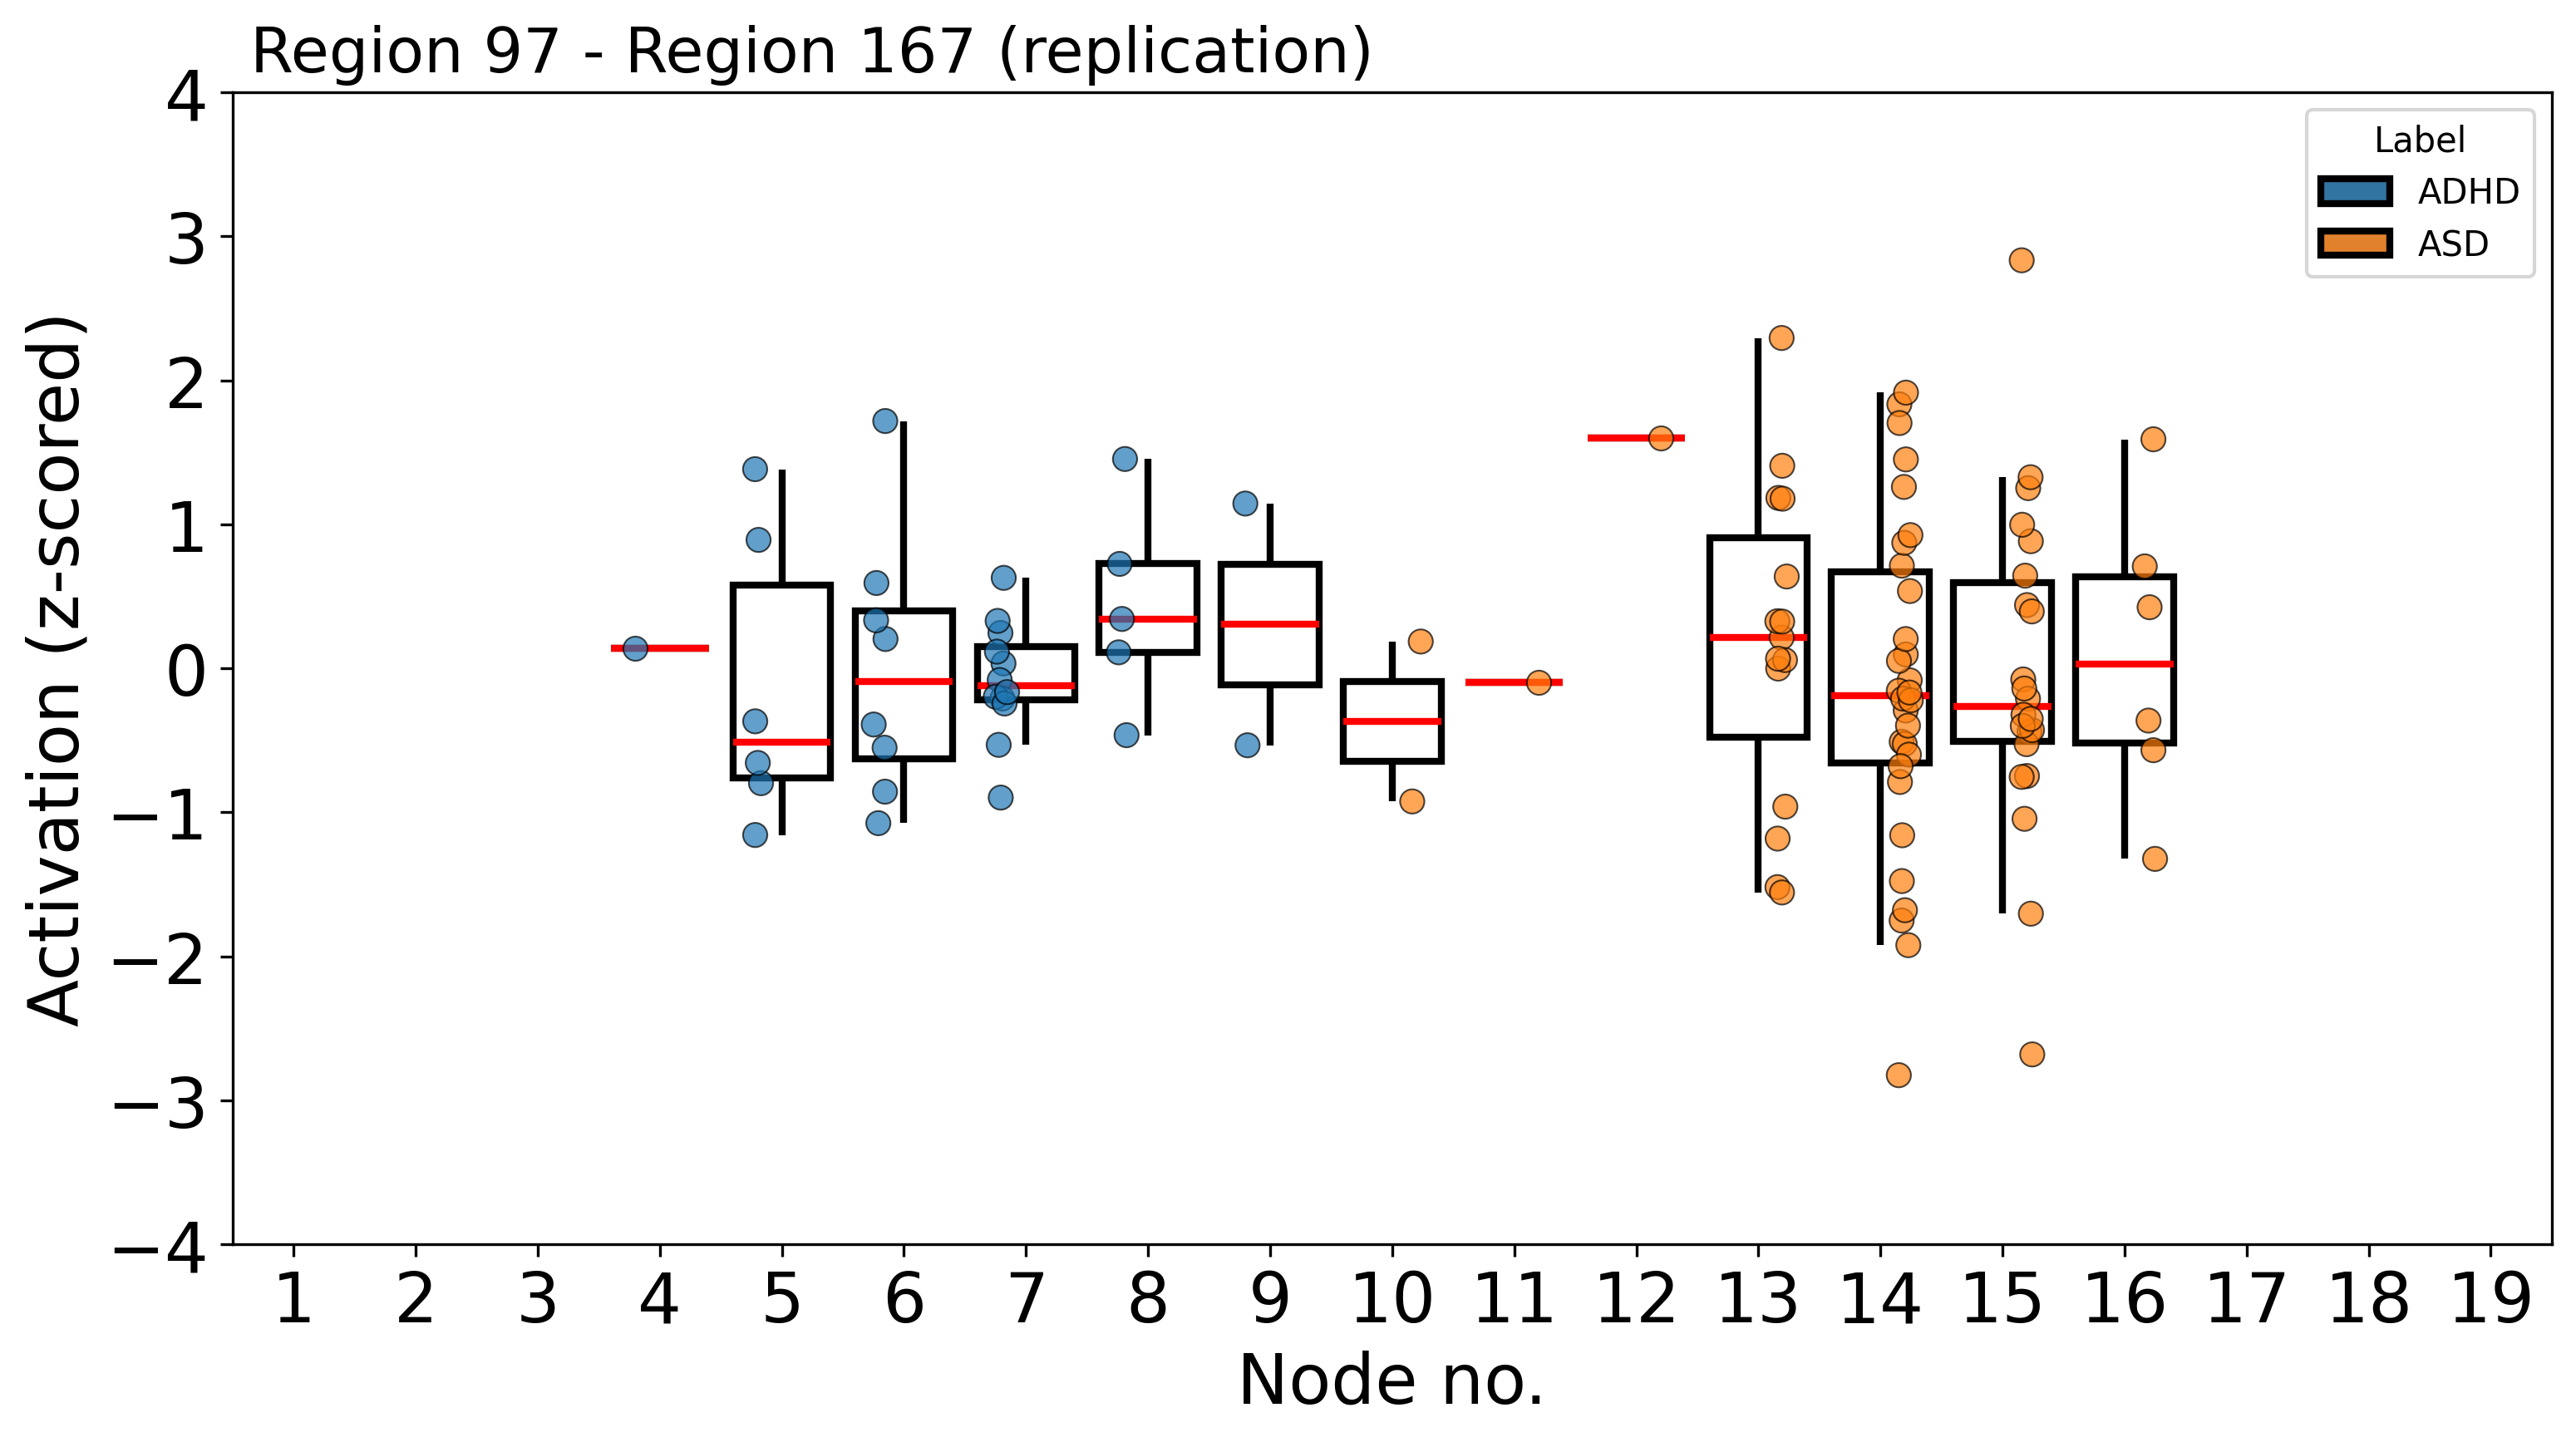 Region 97 - Region 167 (replication)
Label
ADHD
ASD
Activation (z-scored)
4
3
2
1
0
−1
−2
−3
−4
1 2 3 4 5 6 7 8 9 10 11 12 13 14 15 16 17 18 19
Node no.